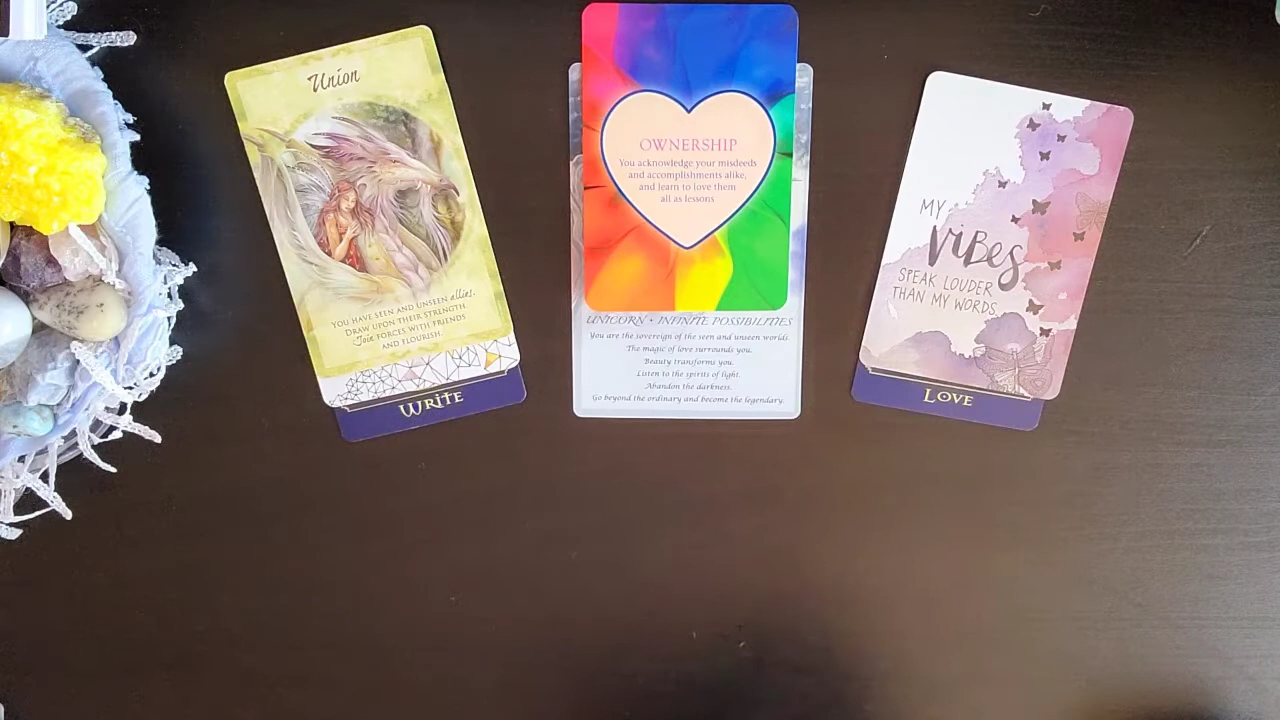 Union
YOU HAVE SEEN AND UNSEEN allies.
DRAW UPON THEIR STRENGTH.
Join FORCES WITH FRIENDS
AND FLOURISH.
WRITE
OWNERSHIP
You acknowledge your misdeeds
and accomplishments alike,
and learn to love them
all as lessons
UNICORN • INFINITE POSSIBILITIES
You are the sovereign of the seen and unseen worlds.
The magic of love surrounds you.
Beauty transforms you.
Listen to the spirits of light.
Abandon the darkness.
Go beyond the ordinary and become the legendary.
MY
ViBes
SPEAK LOUDER
THAN MY WORDS.
LOVE